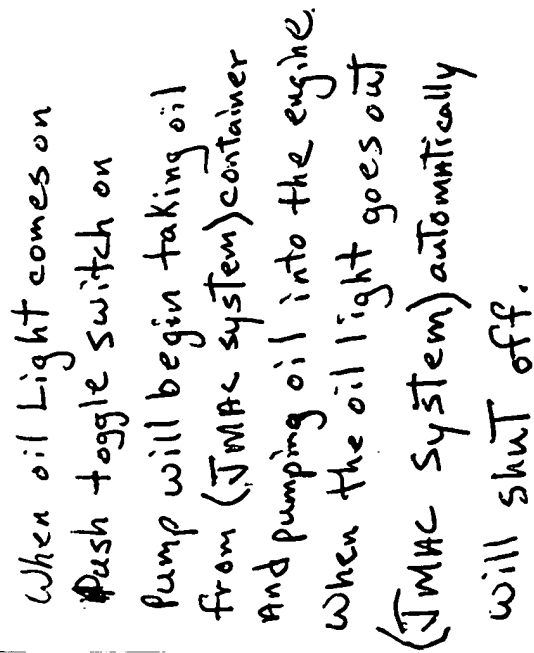 When oil Light comes on
Push toggle switch on
Pump will begin taking oil
from (JMAC system) container
And pumping oil into the engine.
When the oil light goes out
(JMAC System) automatically
will shut off.